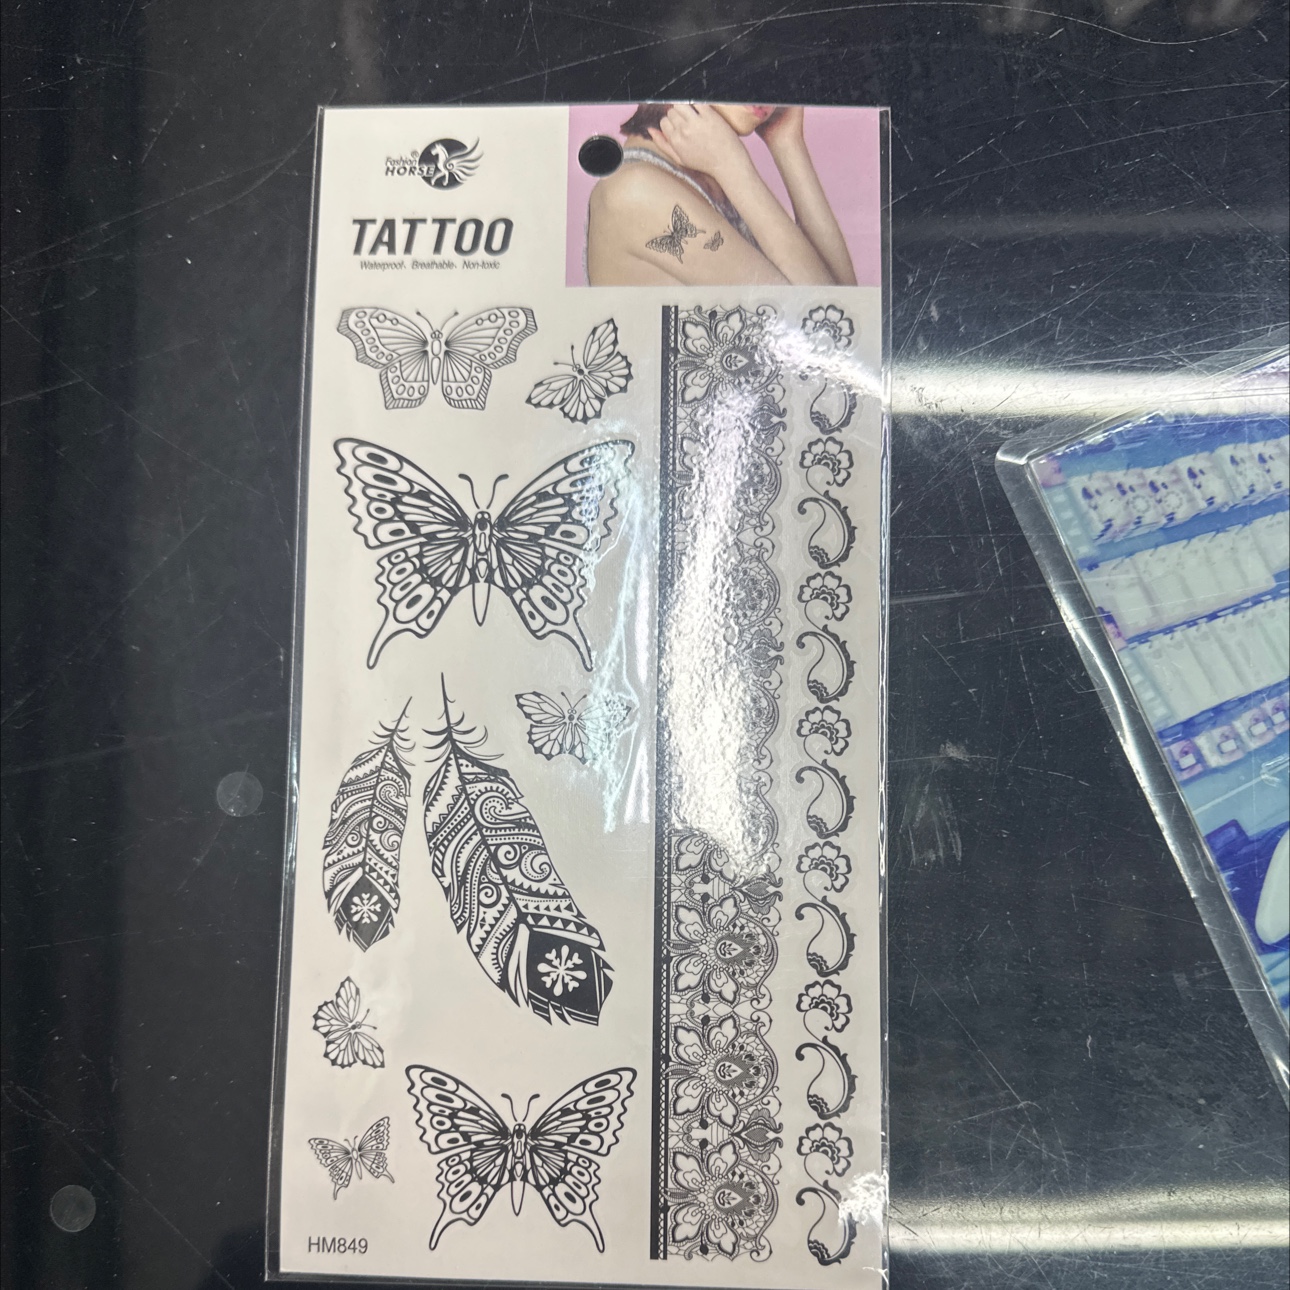 Fashion ®
HORSE
TATTOO
Waterproof、Breathable、Non-toxic
HM849